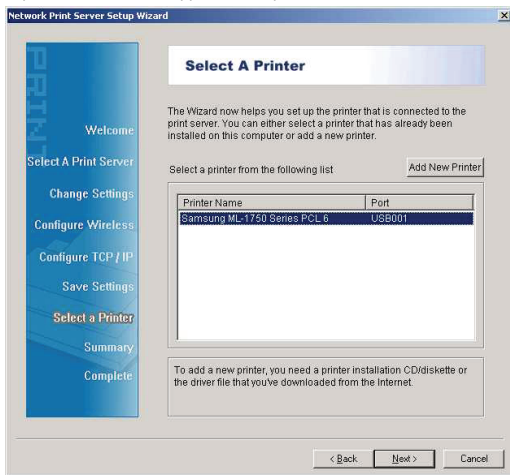 Network Print Server Setup Wizard
PRINT
Select A Printer
The Wizard now helps you set up the printer that is connected to the
print server. You can either select a printer that has already been
installed on this computer or add a new printer.
Select a printer from the following list
Add New Printer
Printer Name Port
Samsung ML-1750 Series PCL 6 USB001
Welcome
Select A Print Server
Change Settings
Configure Wireless
Configure TCP / IP
Save Settings
Select a Printer
Summary
Complete
To add a new printer, you need a printer installation CD/diskette or
the driver file that you've downloaded from the Internet.
< Back Next > Cancel